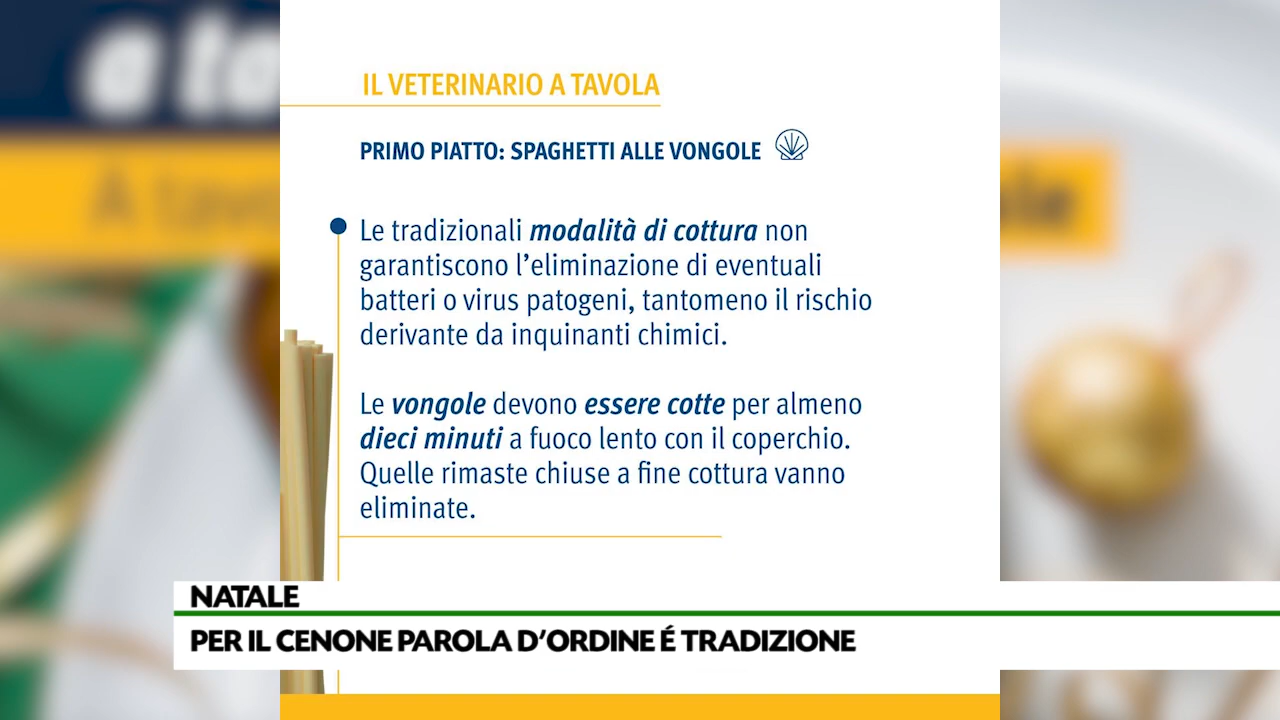 a ta
A tavo
IL VETERINARIO A TAVOLA
PRIMO PIATTO: SPAGHETTI ALLE VONGOLE
Le tradizionali modalità di cottura non
garantiscono l'eliminazione di eventuali
batteri o virus patogeni, tantomeno il rischio
derivante da inquinanti chimici.
Le vongole devono essere cotte per almeno
dieci minuti a fuoco lento con il coperchio.
Quelle rimaste chiuse a fine cottura vanno
eliminate.
NATALE
PER IL CENONE PAROLA D'ORDINE É TRADIZIONE